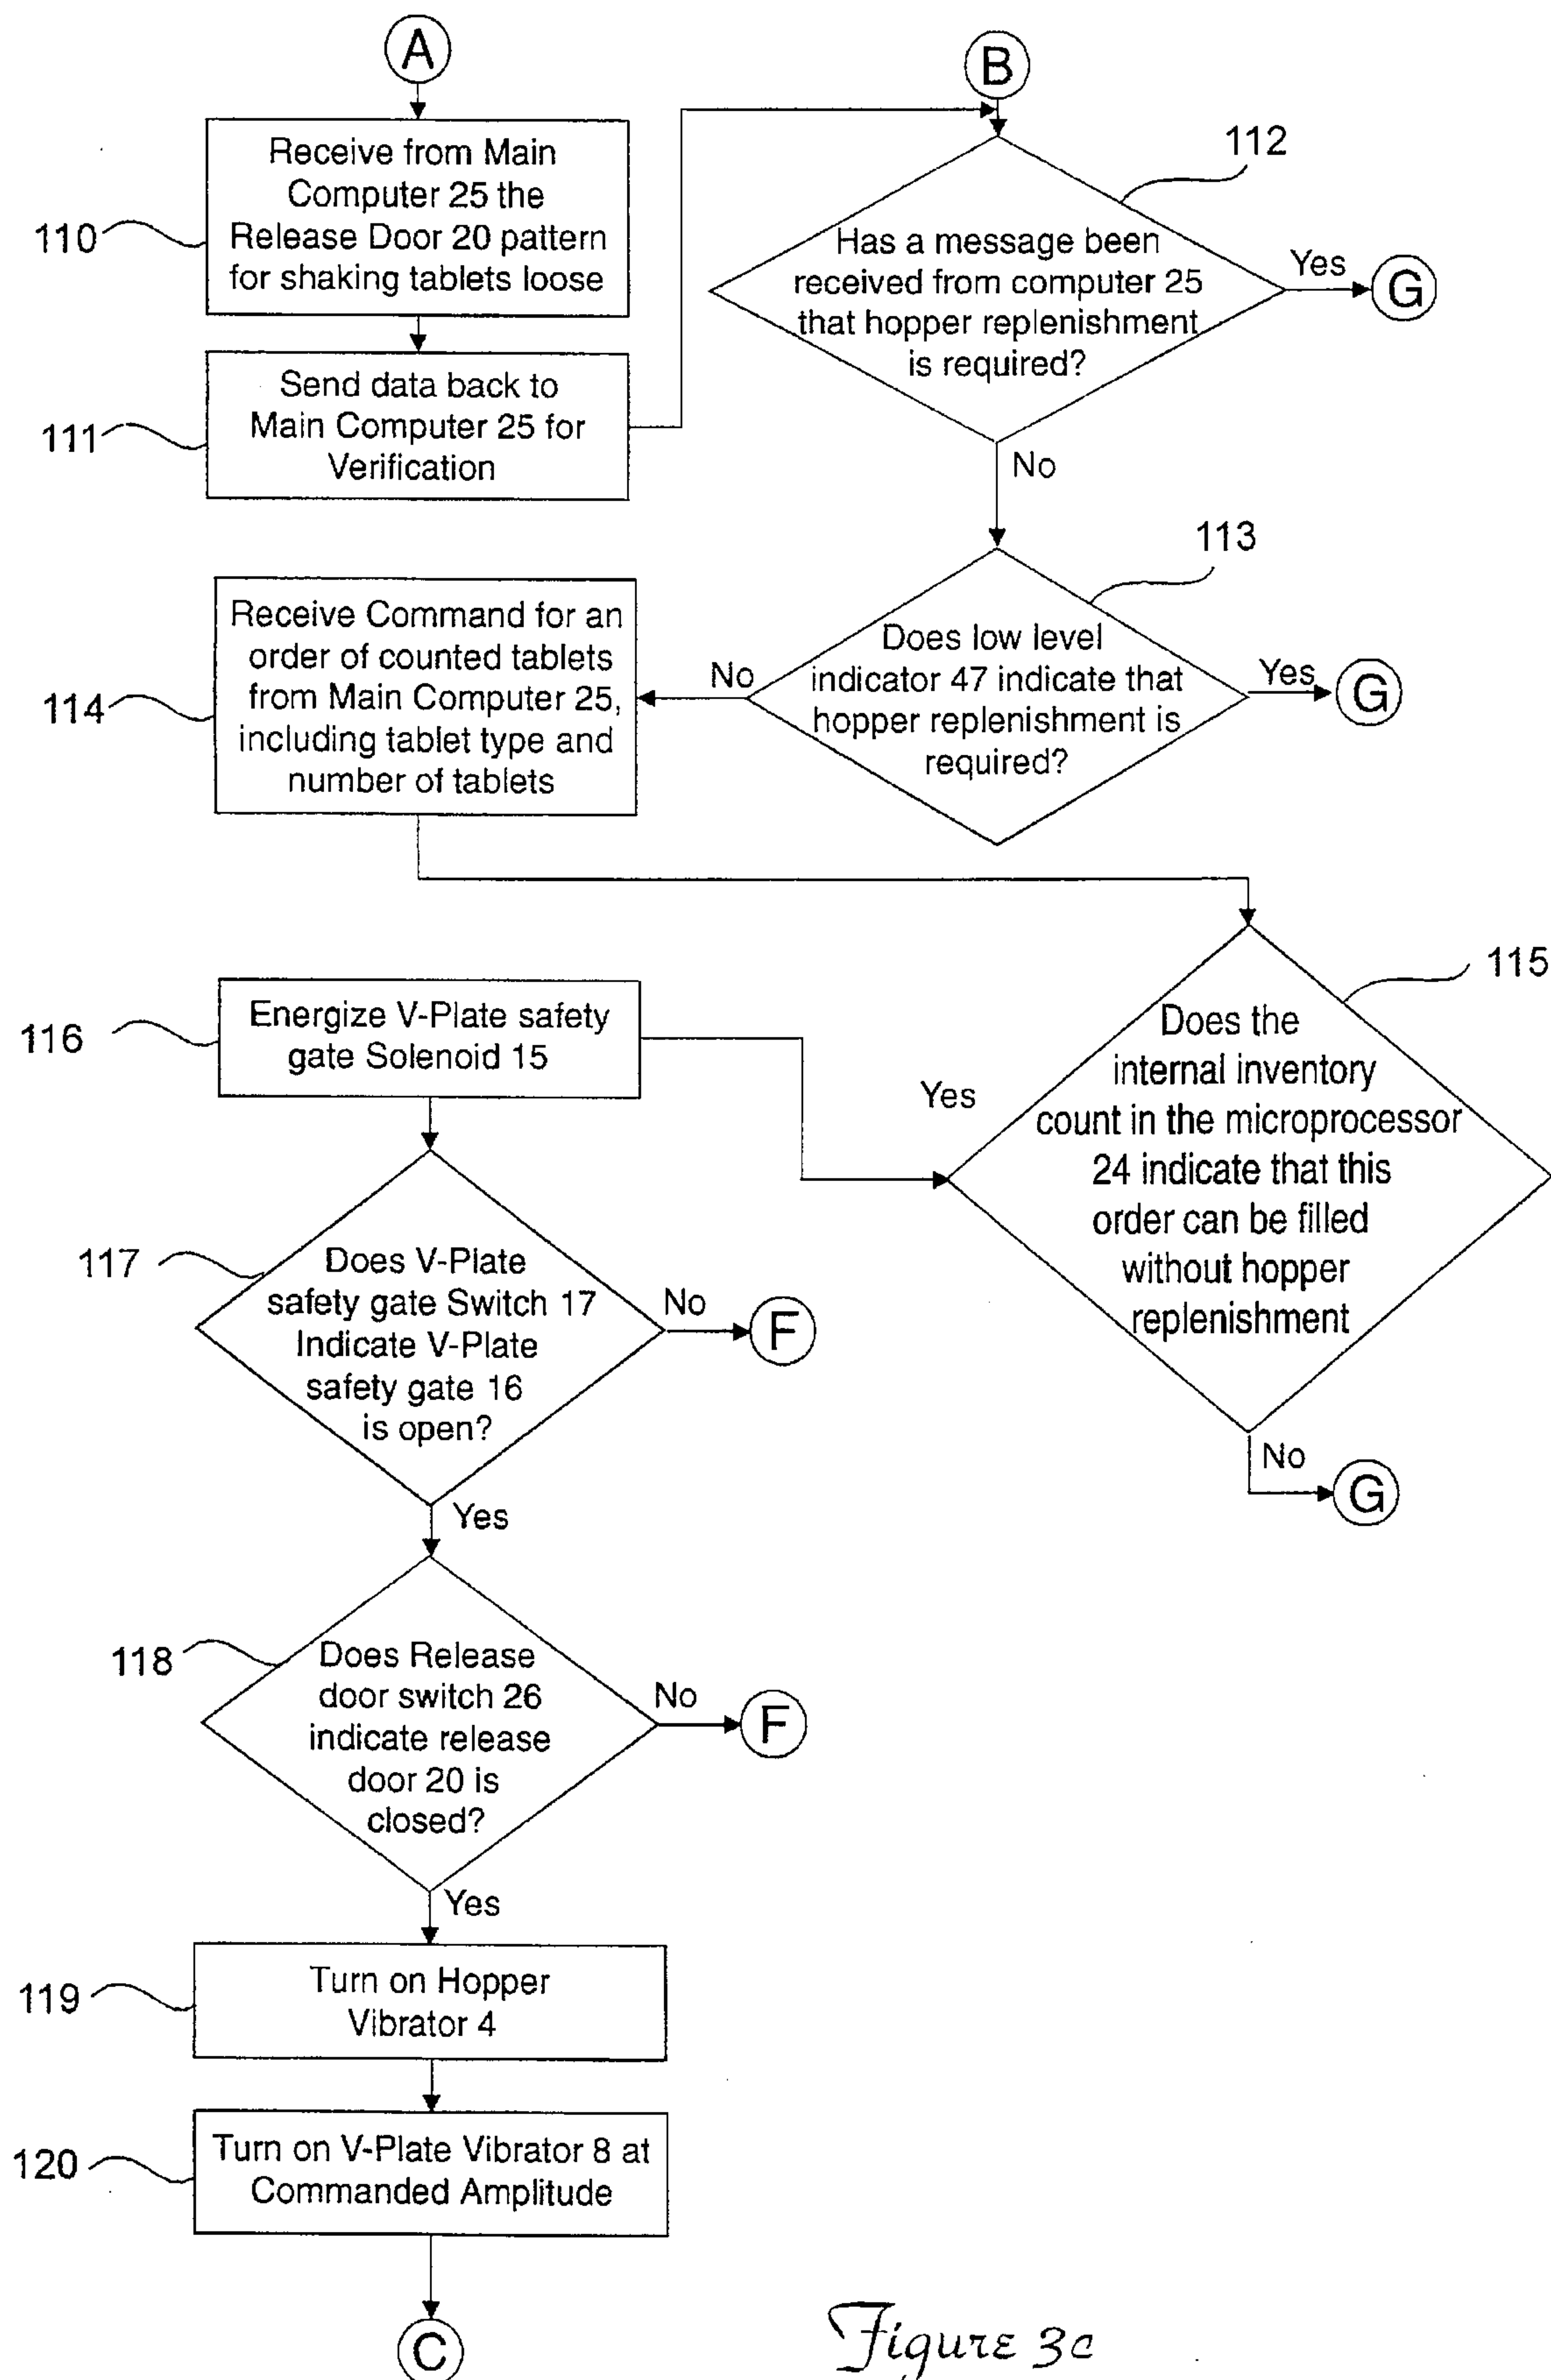 A
Receive from Main
Computer 25 the
Release Door 20 pattern
for shaking tablets loose
110
Send data back to
Main Computer 25 for
Verification
111
B
112
Has a message been
received from computer 25
that hopper replenishment
is required?
Yes
G
No
113
Does low level
indicator 47 indicate that
hopper replenishment is
required?
Yes
G
No
Receive Command for an
order of counted tablets
from Main Computer 25,
including tablet type and
number of tablets
114
115
Does the
internal inventory
count in the microprocessor
24 indicate that this
order can be filled
without hopper
replenishment
Yes
No
G
116
Energize V-Plate safety
gate Solenoid 15
117
Does V-Plate
safety gate Switch 17
Indicate V-Plate
safety gate 16
is open?
No
F
Yes
118
Does Release
door switch 26
indicate release
door 20 is
closed?
No
F
Yes
119
Turn on Hopper
Vibrator 4
120
Turn on V-Plate Vibrator 8 at
Commanded Amplitude
C
Figure 3c